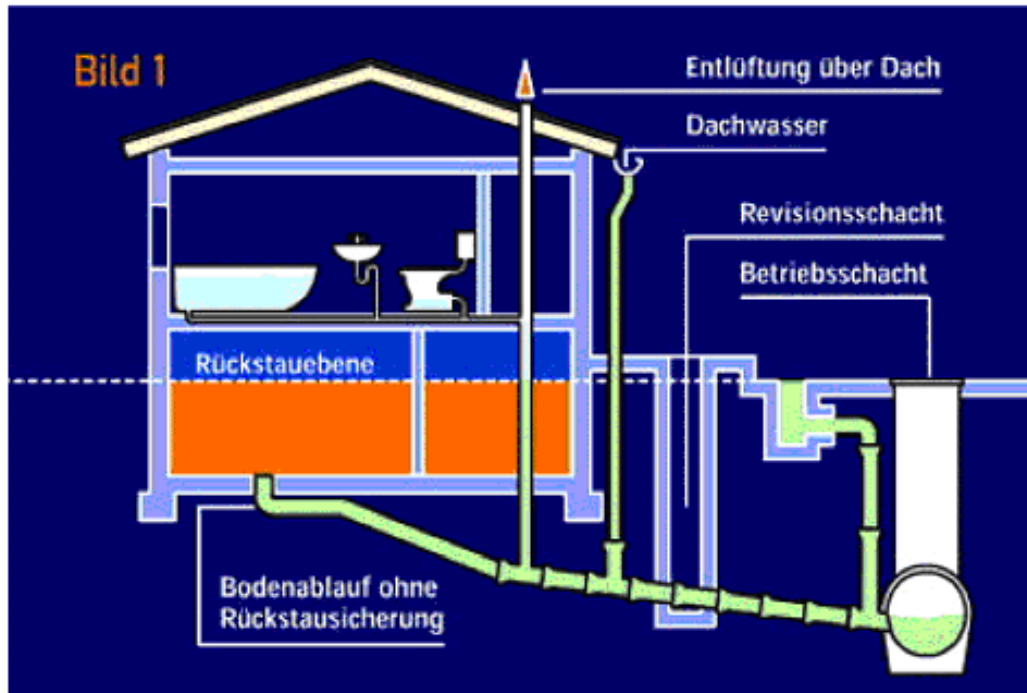 Bild 1
Entlüftung über Dach
Dachwasser
Revisionsschacht
Betriebsschacht
Rückstauebene
Bodenablauf ohne
Rückstausicherung